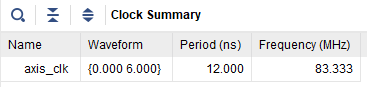 Clock Summary
Name Waveform Period (ns) Frequency (MHz)
axis_clk {0.000 6.000} 12.000 83.333